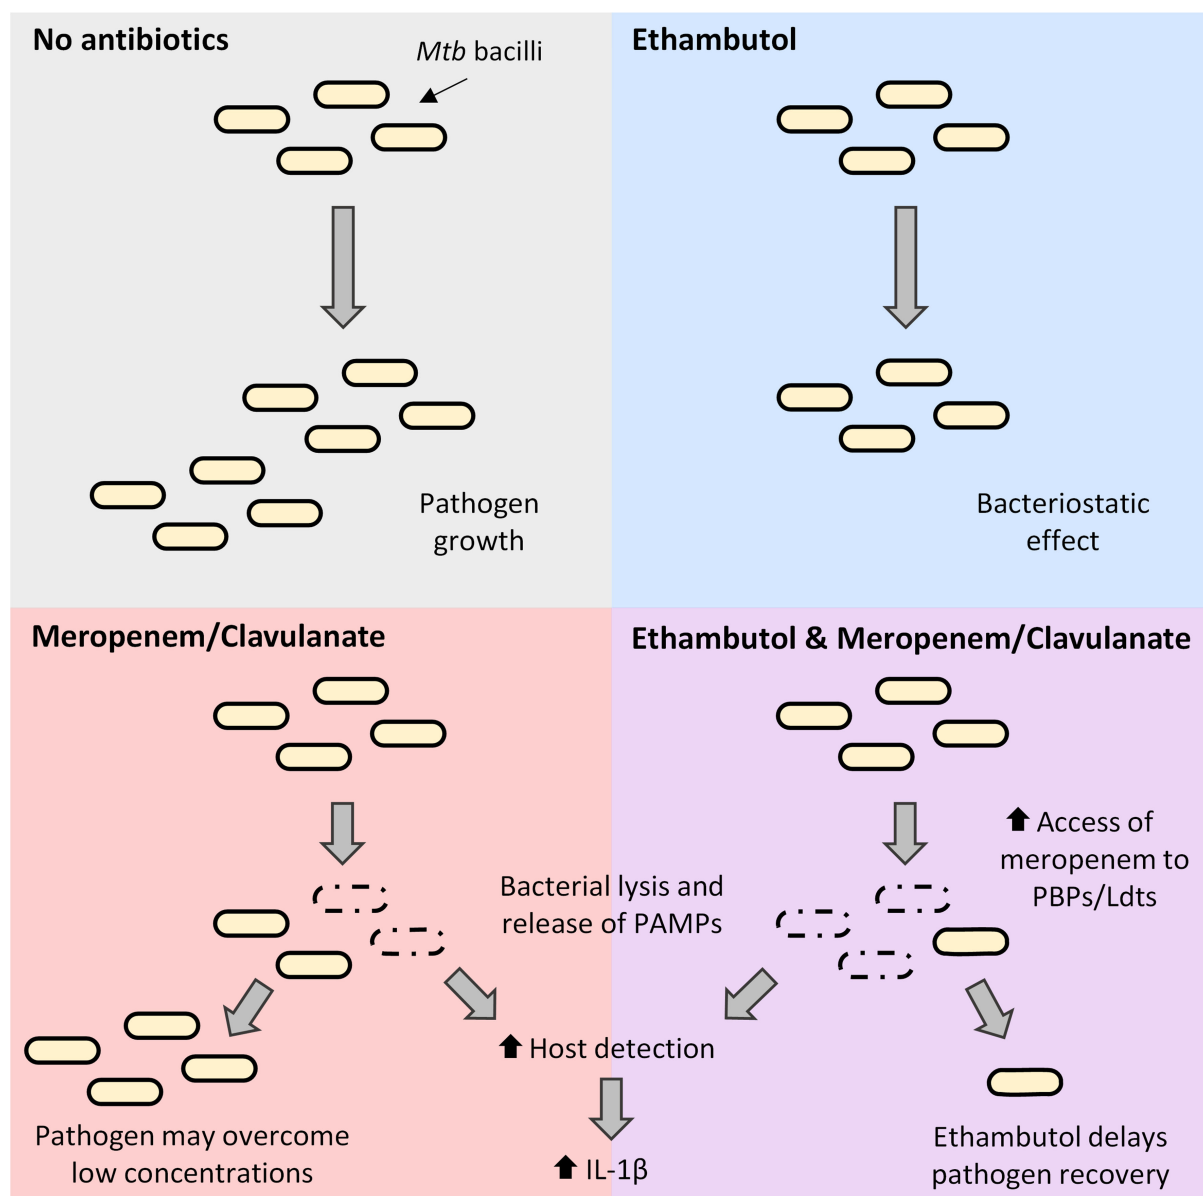 No antibiotics
Mtb bacilli
Pathogen
growth
Ethambutol
Bacteriostatic
effect
Meropenem/Clavulanate
Bacterial lysis and
release of PAMPs
Host detection
IL-1β
Pathogen may overcome
low concentrations
Ethambutol & Meropenem/Clavulanate
Access of
meropenem to
PBPs/Ldts
Ethambutol delays
pathogen recovery